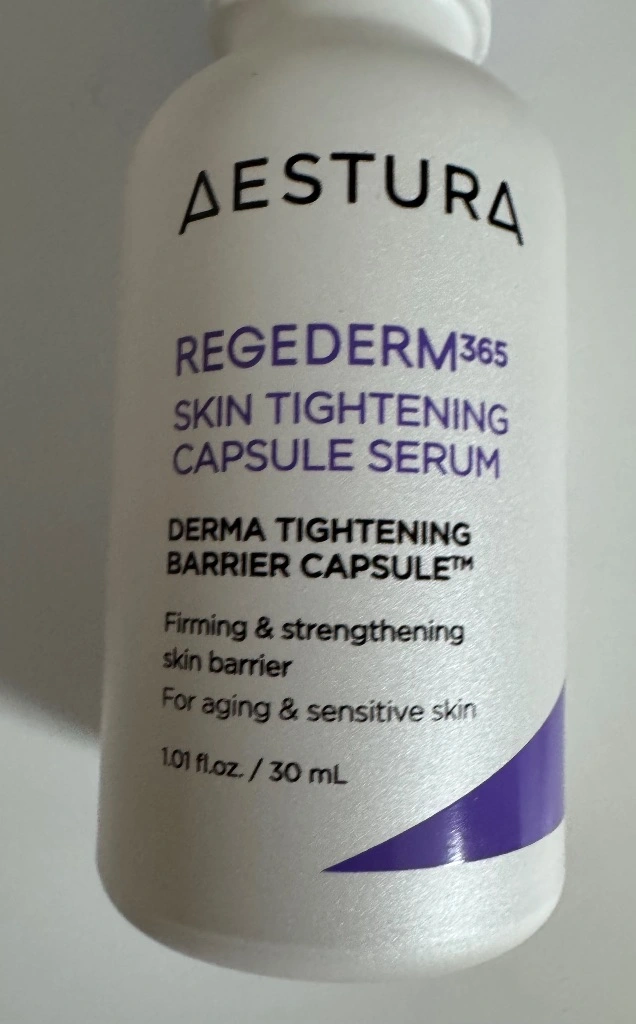 AESTURA
REGEDERM365
SKIN TIGHTENING
CAPSULE SERUM
DERMA TIGHTENING
BARRIER CAPSULE™
Firming & strengthening
skin barrier
For aging & sensitive skin
1.01 fl.oz. / 30 mL